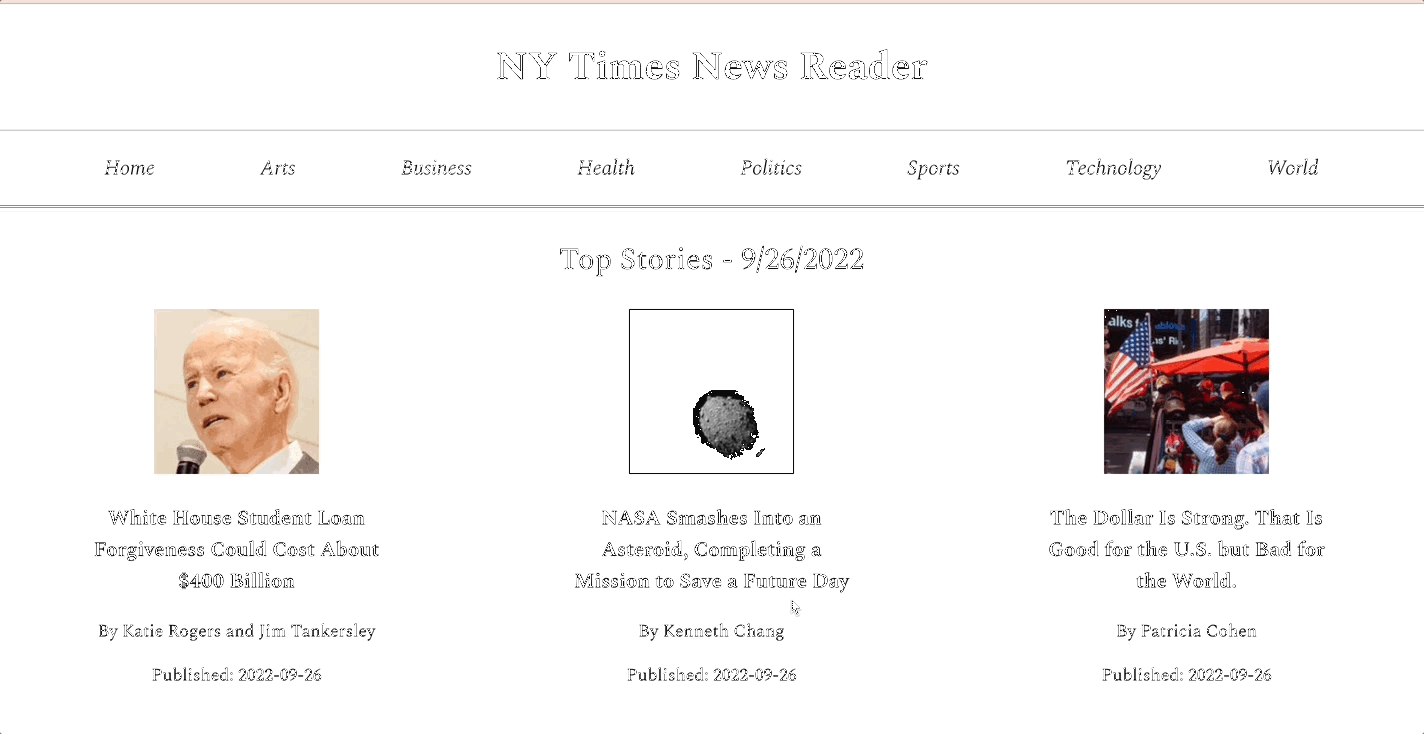 NY Times News Reader
Home Arts Business Health Politics Sports Technology World
Top Stories - 9/26/2022
alks f
ablove
ns' Ri
White House Student Loan
Forgiveness Could Cost About
$400 Billion
By Katie Rogers and Jim Tankersley
Published: 2022-09-26
NASA Smashes Into an
Asteroid, Completing a
Mission to Save a Future Day
By Kenneth Chang
Published: 2022-09-26
The Dollar Is Strong. That Is
Good for the U.S. but Bad for
the World.
By Patricia Cohen
Published: 2022-09-26